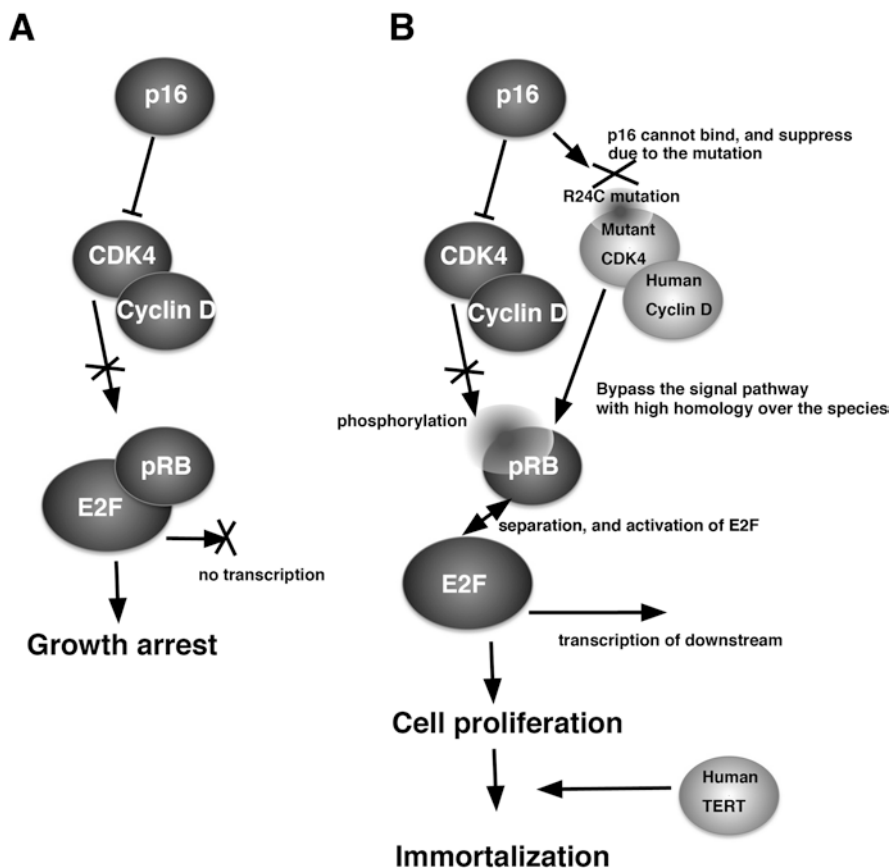 A
p16
CDK4
Cyclin D
pRB
E2F
no transcription
Growth arrest
B
p16
p16 cannot bind, and suppress
due to the mutation
R24C mutation
Mutant
CDK4
Human
Cyclin D
CDK4
Cyclin D
Bypass the signal pathway
with high homology over the species
phosphorylation
pRB
separation, and activation of E2F
E2F
transcription of downstream
Cell proliferation
Human
TERT
Immortalization